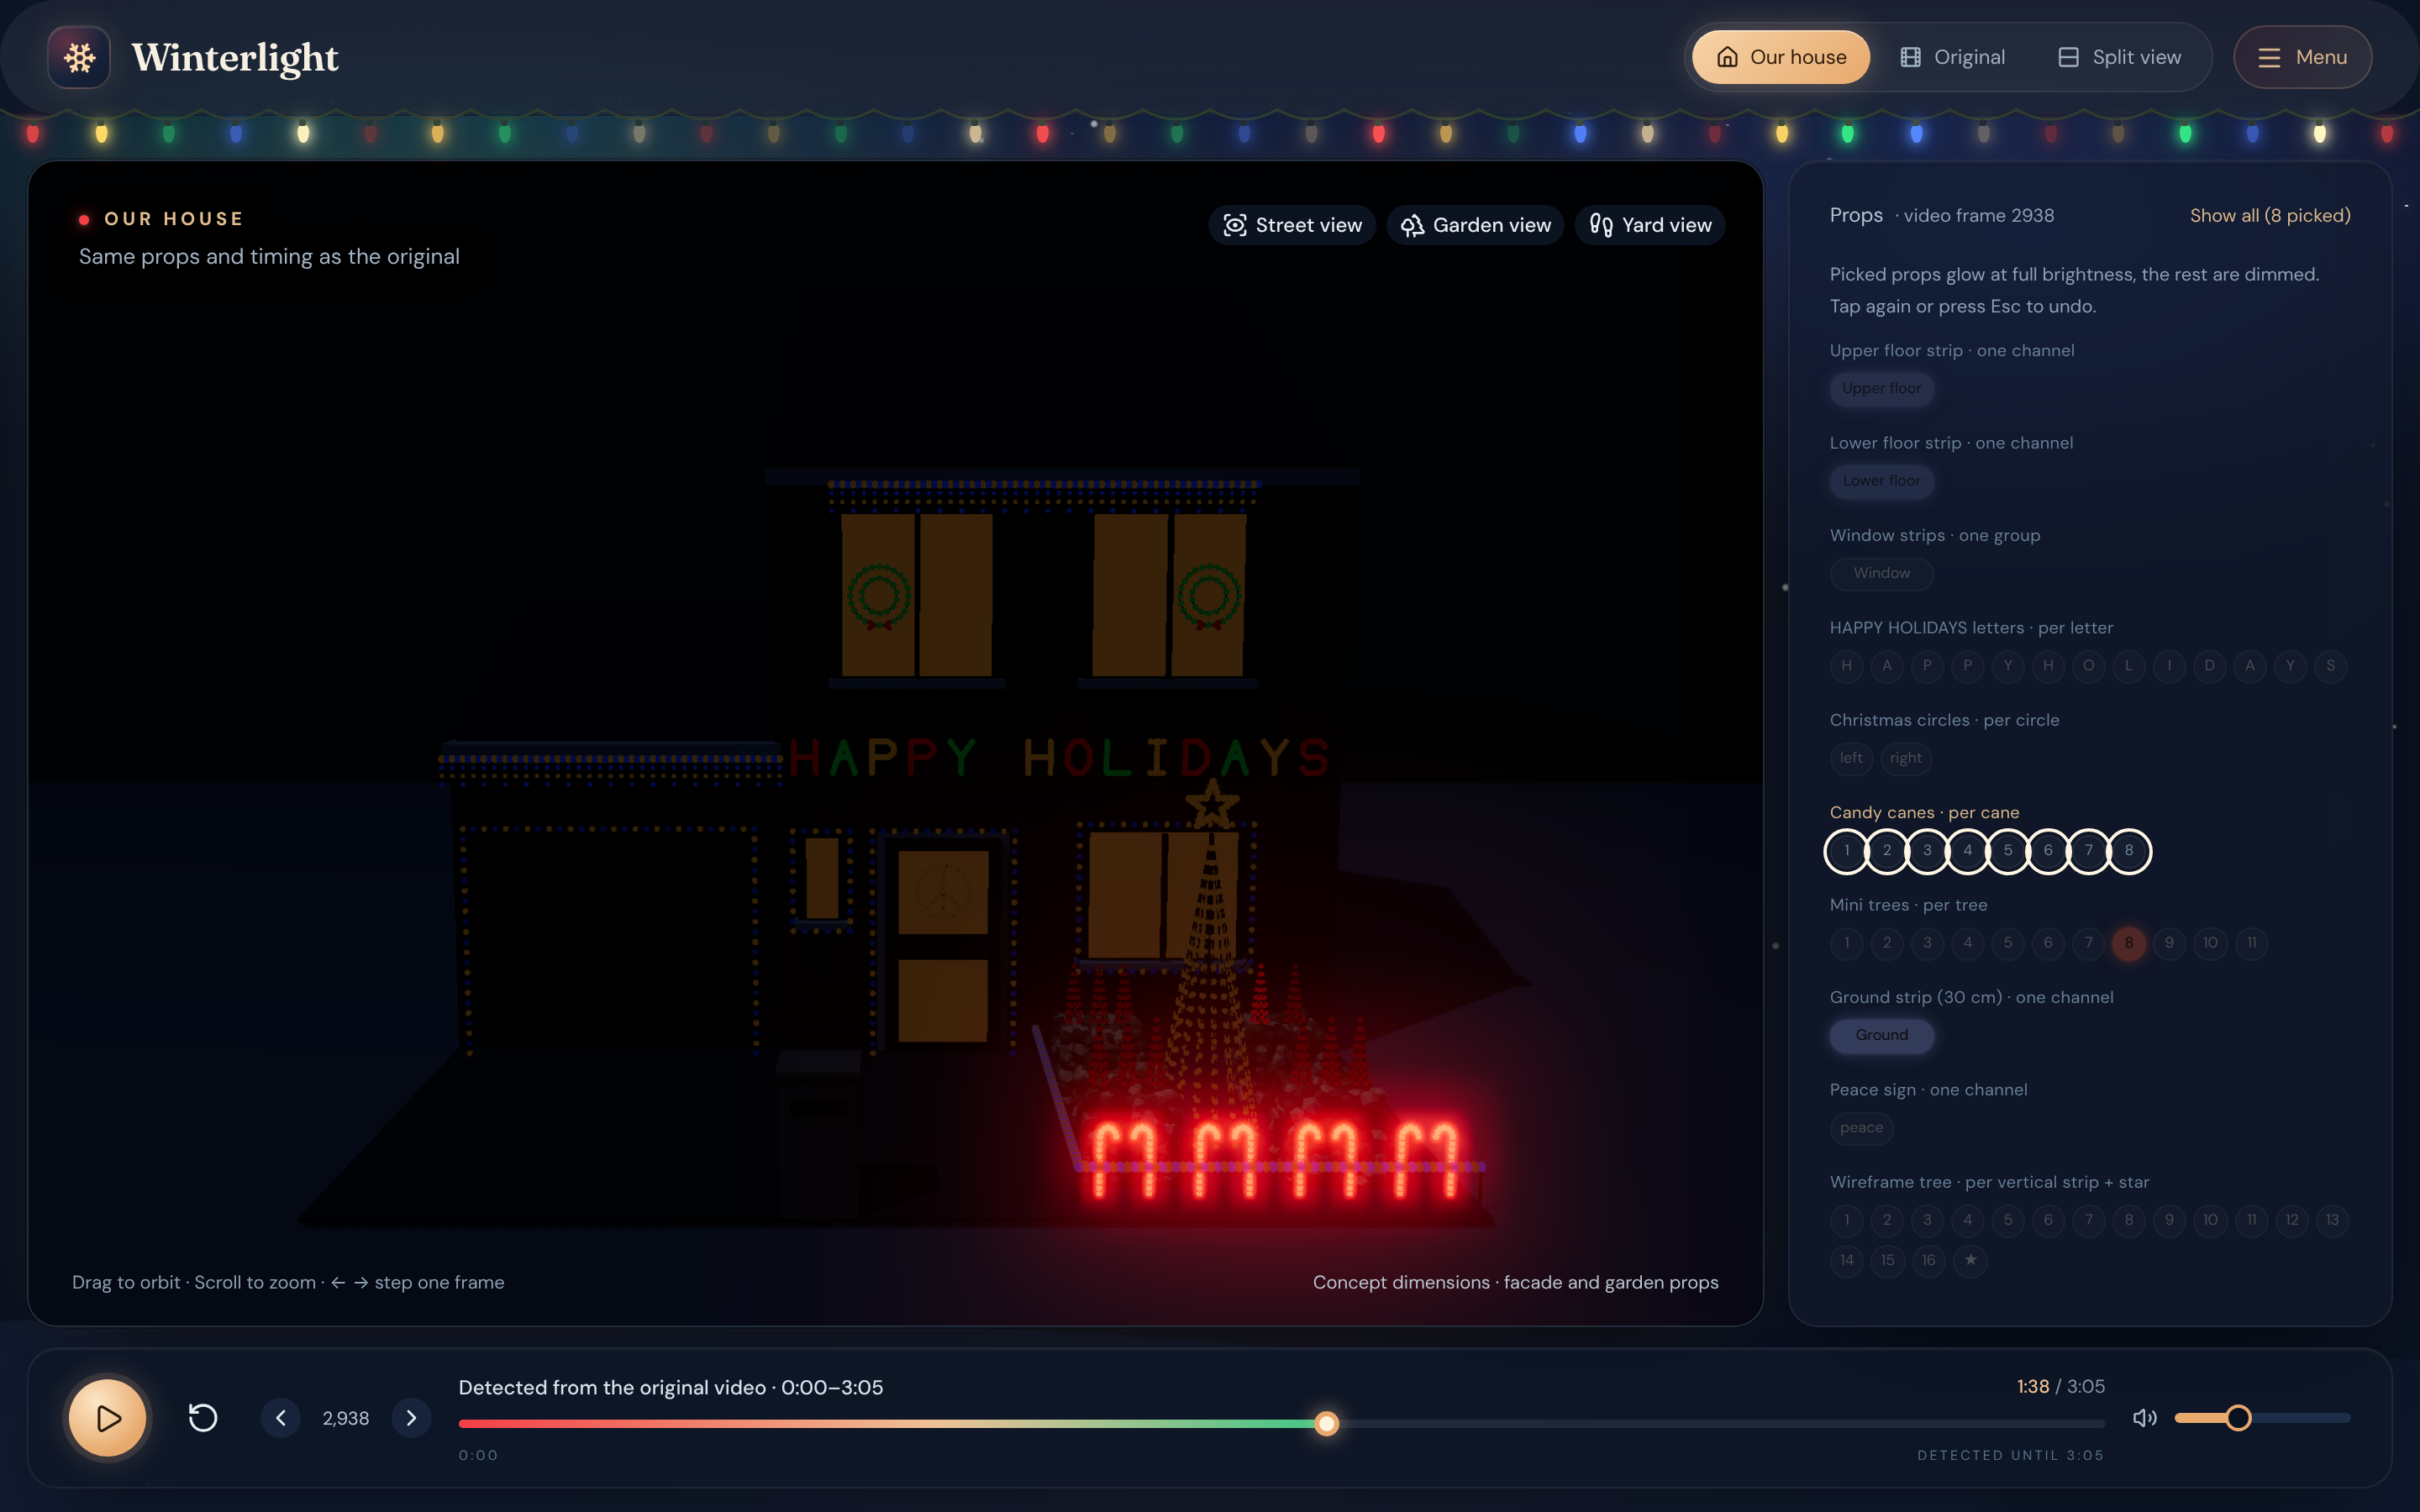 Winterlight
Our house
Original
Split view
Menu
OUR HOUSE
Same props and timing as the original
Street view
Garden view
Yard view
HAPPY HOLIDAYS
Drag to orbit · Scroll to zoom · ← → step one frame
Concept dimensions · facade and garden props
Props · video frame 2938
Show all (8 picked)
Picked props glow at full brightness, the rest are dimmed.
Tap again or press Esc to undo.
Upper floor strip · one channel
Upper floor
Lower floor strip · one channel
Lower floor
Window strips · one group
Window
HAPPY HOLIDAYS letters · per letter
H A P P Y H O L I D A Y S
Christmas circles · per circle
left right
Candy canes · per cane
1 2 3 4 5 6 7 8
Mini trees · per tree
1 2 3 4 5 6 7 8 9 10 11
Ground strip (30 cm) · one channel
Ground
Peace sign · one channel
peace
Wireframe tree · per vertical strip + star
1 2 3 4 5 6 7 8 9 10 11 12 13
14 15 16 ★
2,938
Detected from the original video · 0:00–3:05
1:38 / 3:05
0:00
DETECTED UNTIL 3:05